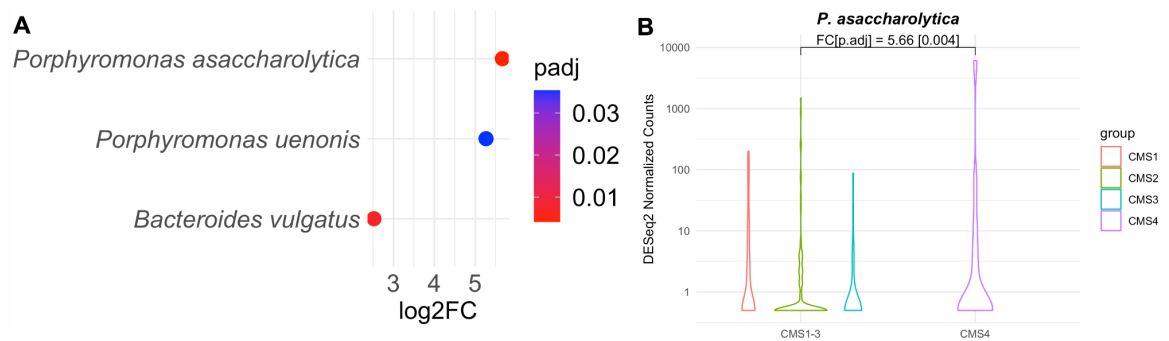 A
Porphyromonas asaccharolytica
Porphyromonas uenonis
Bacteroides vulgatus
3 4 5
log2FC
padj
0.03
0.02
0.01
B
P. asaccharolytica
FC[p.adj] = 5.66 [0.004]
DESeq2 Normalized Counts
10000
1000
100
10
1
CMS1-3 CMS4
group
CMS1
CMS2
CMS3
CMS4